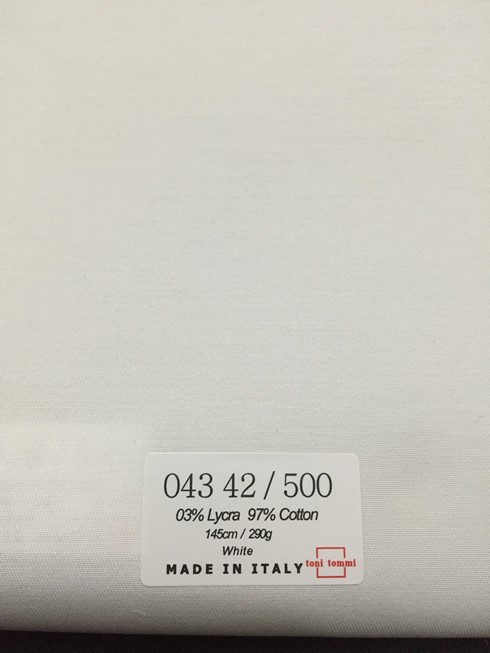 043 42 / 500
03% Lycra 97% Cotton
145cm / 290g
White
MADE IN ITALY
toni tommi